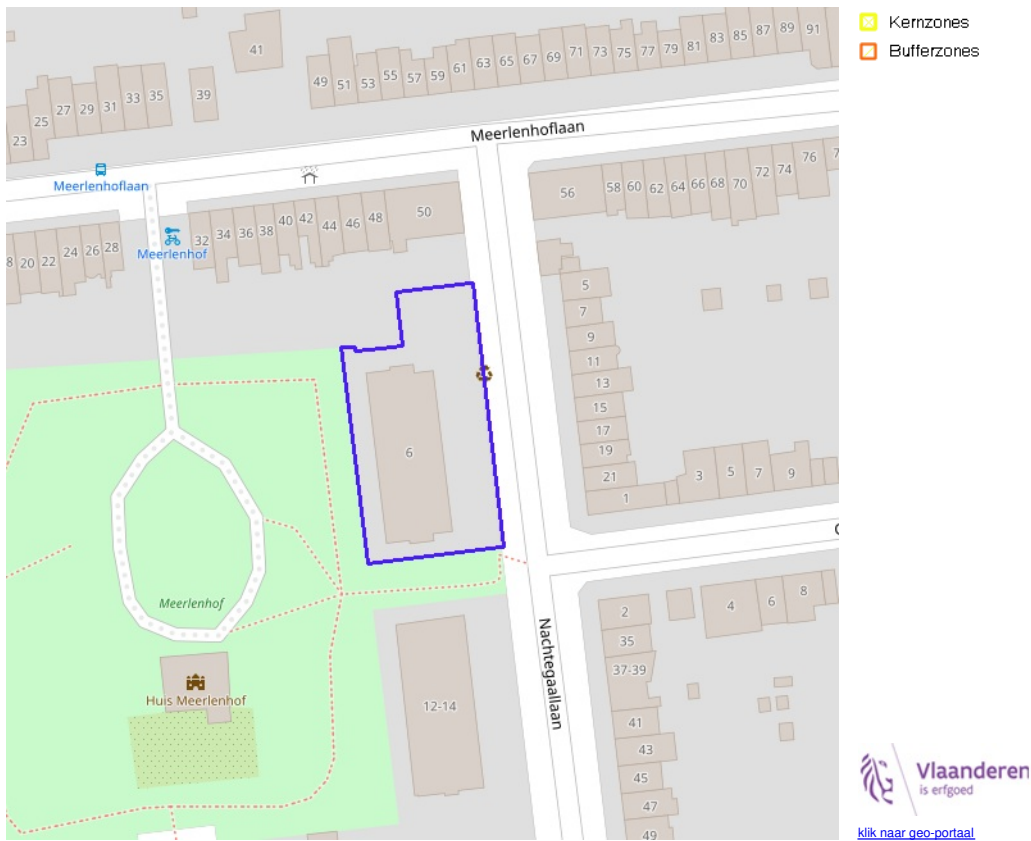 Kernzones
Bufferzones
41
49 51 53 55 57 59 61 63 65 67 69 71 73 75 77 79 81 83 85 87 89 91
23 25 27 29 31 33 35 39
Meerlenhoflaan
Meerlenhoflaan
56 58 60 62 64 66 68 70 72 74 76 7
Meerlenhof
32 34 36 38 40 42 44 46 48 50
8 20 22 24 26 28
5
7
9
11
13
15
17
19
21
1
3 5 7 9
6
Meerlenhof
2
4 6 8
35
37-39
Huis Meerlenhof
12-14
Nachtegaallaan
41
43
45
47
49
Vlaanderen
is erfgoed
klik naar geo-portaal